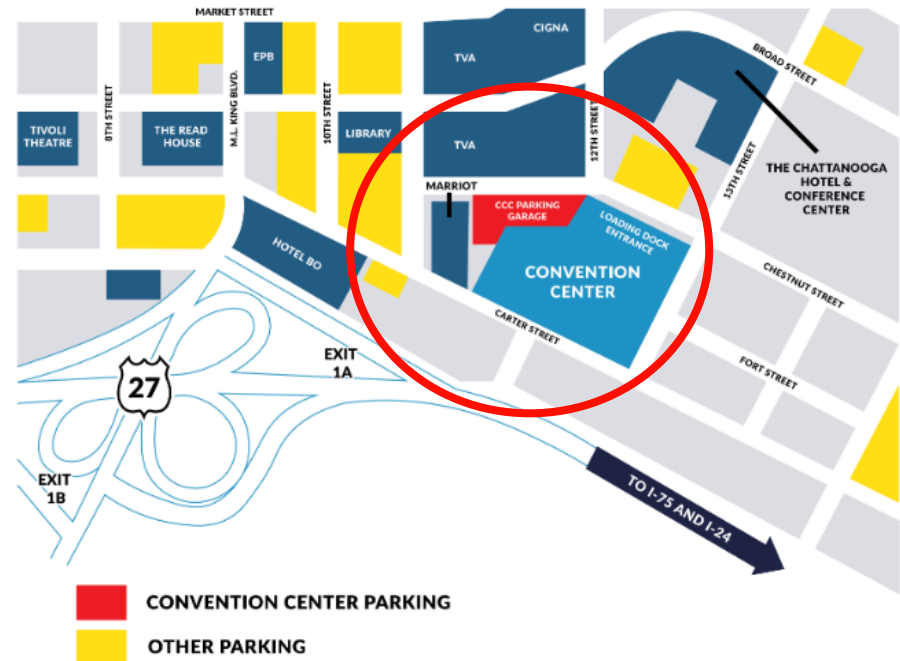 MARKET STREET
CIGNA
EPB
TVA
BROAD STREET
8TH STREET
M.L. KING BLVD.
10TH STREET
12TH STREET
TIVOLI
THEATRE
THE READ
HOUSE
LIBRARY
TVA
13TH STREET
THE CHATTANOOGA
HOTEL &
CONFERENCE
CENTER
MARRIOT
CCC PARKING
GARAGE
LOADING DOCK
ENTRANCE
HOTEL BO
CONVENTION
CENTER
CHESTNUT STREET
CARTER STREET
FORT STREET
EXIT
1A
27
EXIT
1B
TO I-75 AND I-24
CONVENTION CENTER PARKING
OTHER PARKING